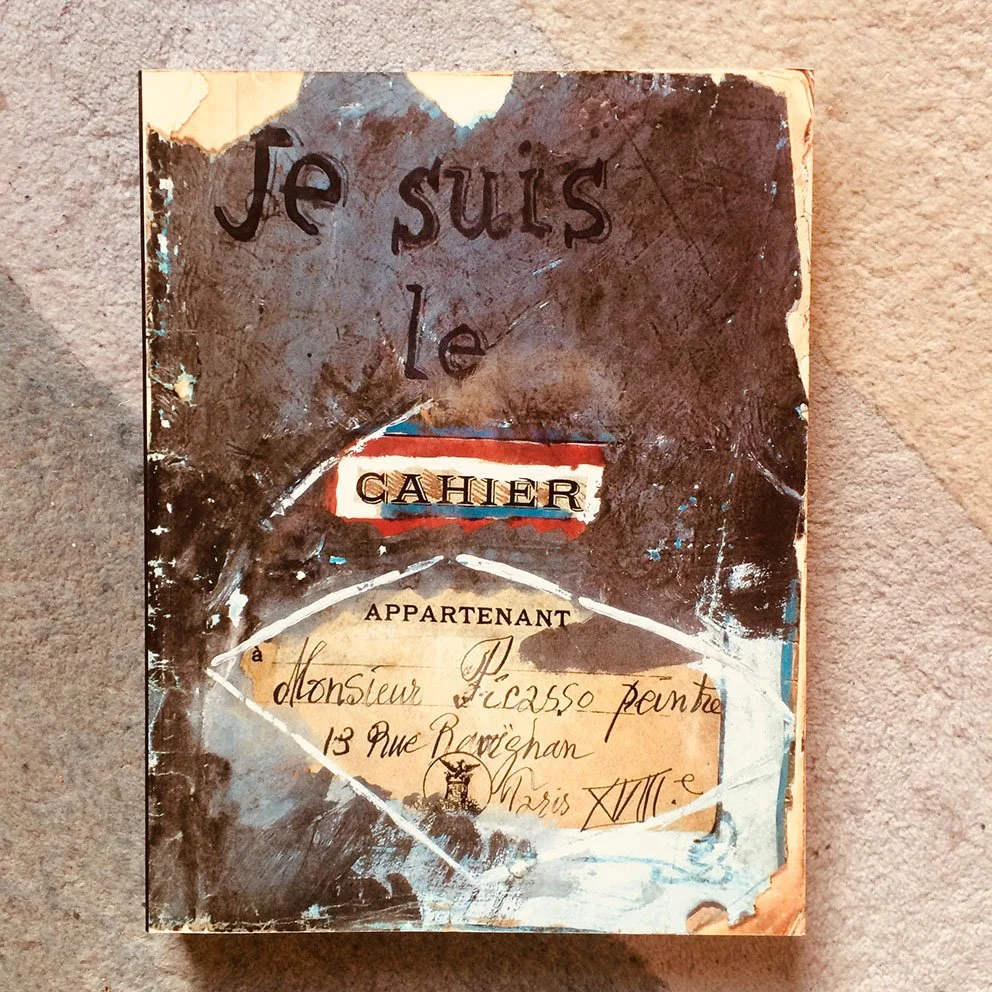 Je suis
le
CAHIER
APPARTENANT
à Monsieur Picasso peintre
13 Rue Ravignan
Paris XVIII.e